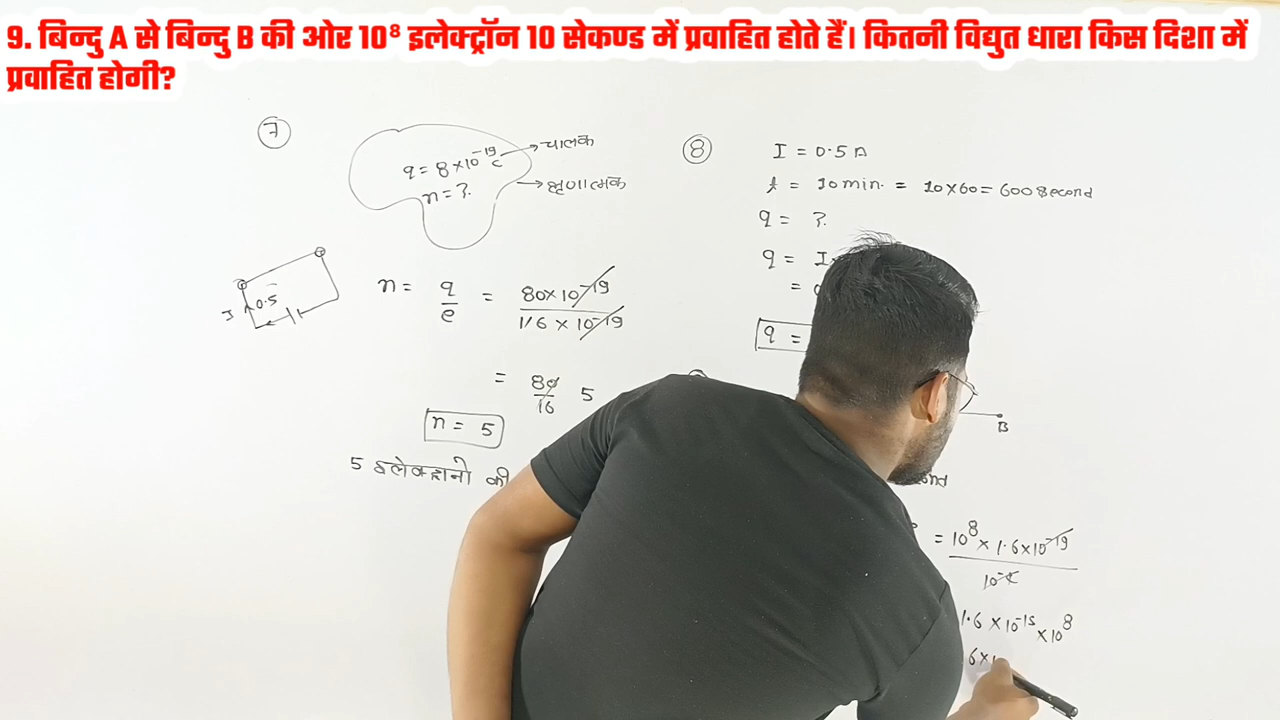 9. बिन्दु A से बिन्दु B की ओर 10⁸ इलेक्ट्रॉन 10 सेकण्ड में प्रवाहित होते हैं। कितनी विद्युत धारा किस दिशा में
प्रवाहित होगी?
7
q = 8×10⁻¹⁹ c → चालक
n = ?
→ ऋणात्मक
I 0.5
n = q/e = 80×10⁻¹⁹ / 1.6 × 10⁻¹⁹
= 80/16 5
n = 5
5 इलेक्ट्रानो की
8
I = 0.5 A
t = 10 min. = 10×60 = 600 Second
q = ?
q = I
=
q =
B
= 10⁸ × 1.6×10⁻¹⁹
1.6 × 10⁻¹⁵ × 10⁸
6×1